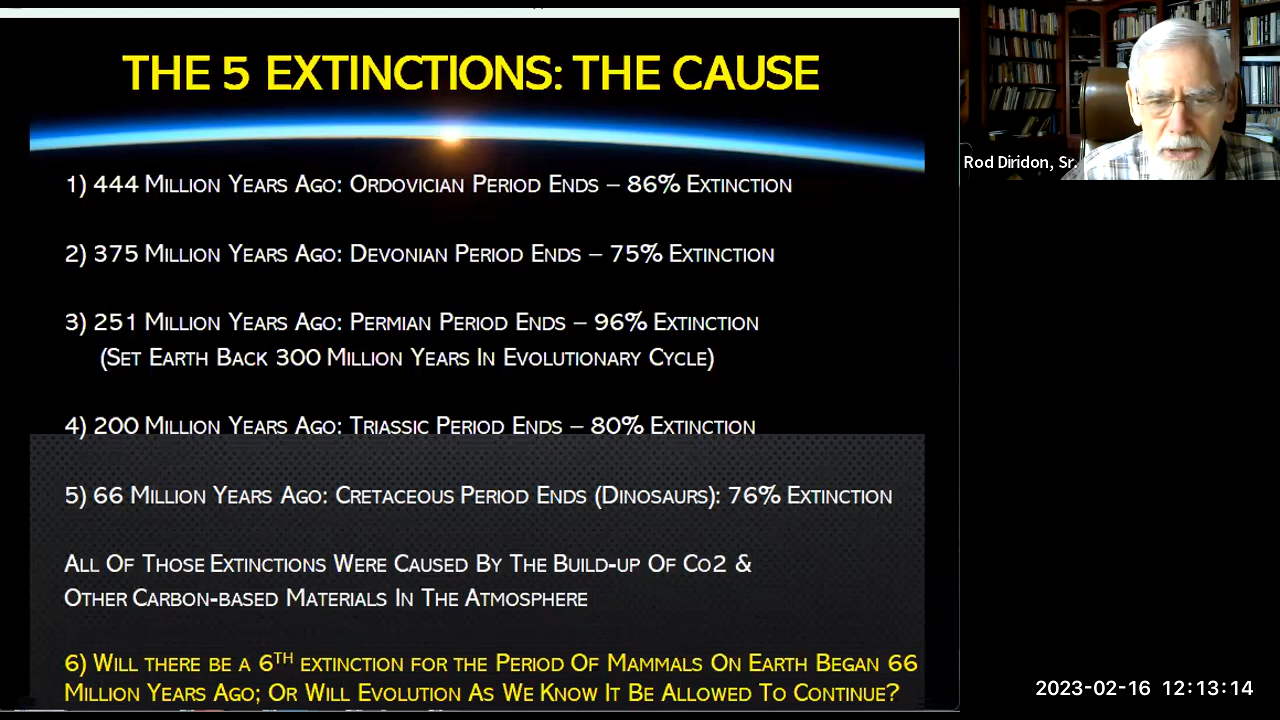 THE 5 EXTINCTIONS: THE CAUSE
1) 444 MILLION YEARS AGO: ORDOVICIAN PERIOD ENDS – 86% EXTINCTION
2) 375 MILLION YEARS AGO: DEVONIAN PERIOD ENDS – 75% EXTINCTION
3) 251 MILLION YEARS AGO: PERMIAN PERIOD ENDS – 96% EXTINCTION
(SET EARTH BACK 300 MILLION YEARS IN EVOLUTIONARY CYCLE)
4) 200 MILLION YEARS AGO: TRIASSIC PERIOD ENDS – 80% EXTINCTION
5) 66 MILLION YEARS AGO: CRETACEOUS PERIOD ENDS (DINOSAURS): 76% EXTINCTION
ALL OF THOSE EXTINCTIONS WERE CAUSED BY THE BUILD-UP OF CO2 &
OTHER CARBON-BASED MATERIALS IN THE ATMOSPHERE
6) WILL THERE BE A 6TH EXTINCTION FOR THE PERIOD OF MAMMALS ON EARTH BEGAN 66
MILLION YEARS AGO; OR WILL EVOLUTION AS WE KNOW IT BE ALLOWED TO CONTINUE?
Rod Diridon, Sr.
2023-02-16 12:13:14